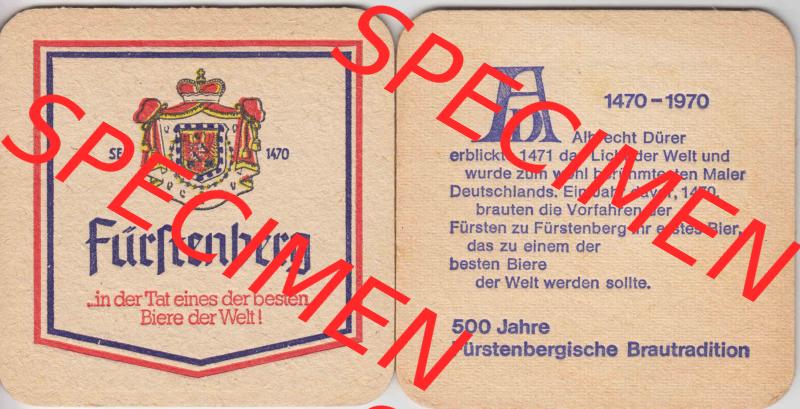 SE 1470
Fürstenberg
...in der Tat eines der besten
Biere der Welt!
SPECIMEN
AD
1470-1970
Albrecht Dürer
erblickte 1471 das Licht der Welt und
wurde zum wohl berühmtesten Maler
Deutschlands. Ein Jahr davor, 1470,
brauten die Vorfahren der
Fürsten zu Fürstenberg ihr erstes Bier,
das zu einem der
besten Biere
der Welt werden sollte.
500 Jahre
Fürstenbergische Brautradition
SPECIMEN